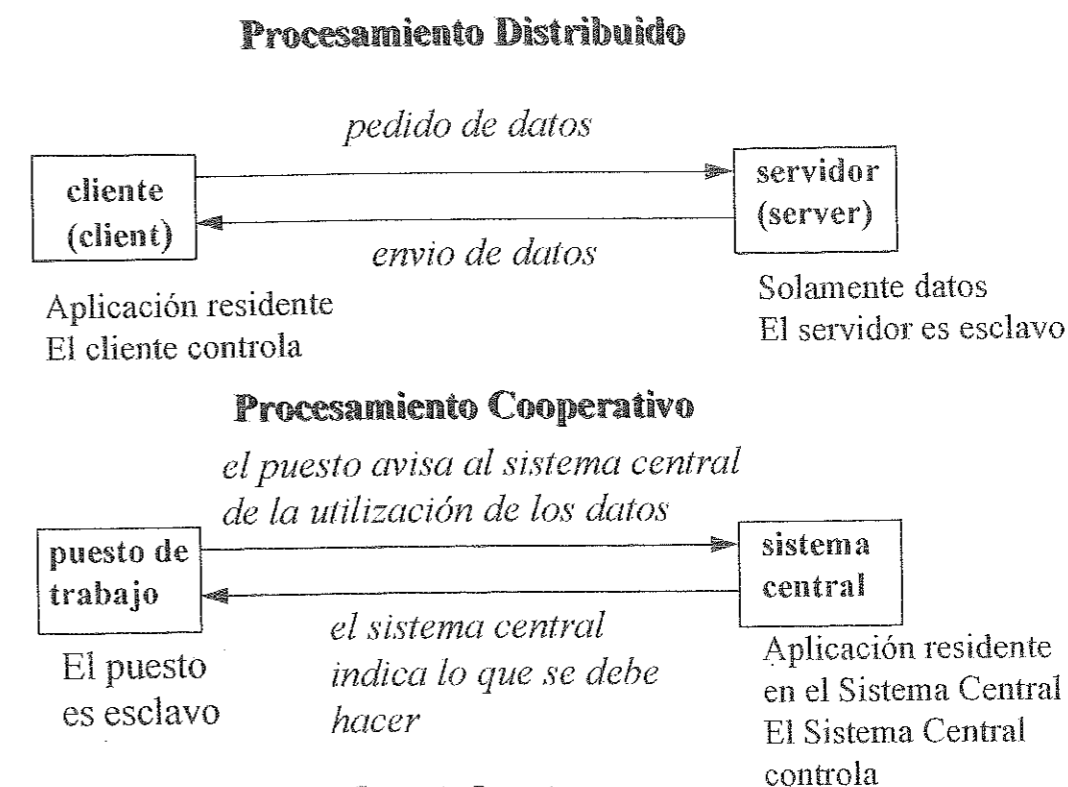 Procesamiento Distribuido
pedido de datos
cliente
(client)
servidor
(server)
envio de datos
Aplicación residente
El cliente controla
Solamente datos
El servidor es esclavo
Procesamiento Cooperativo
el puesto avisa al sistema central
de la utilización de los datos
puesto de
trabajo
sistema
central
el sistema central
indica lo que se debe
hacer
El puesto
es esclavo
Aplicación residente
en el Sistema Central
El Sistema Central
controla